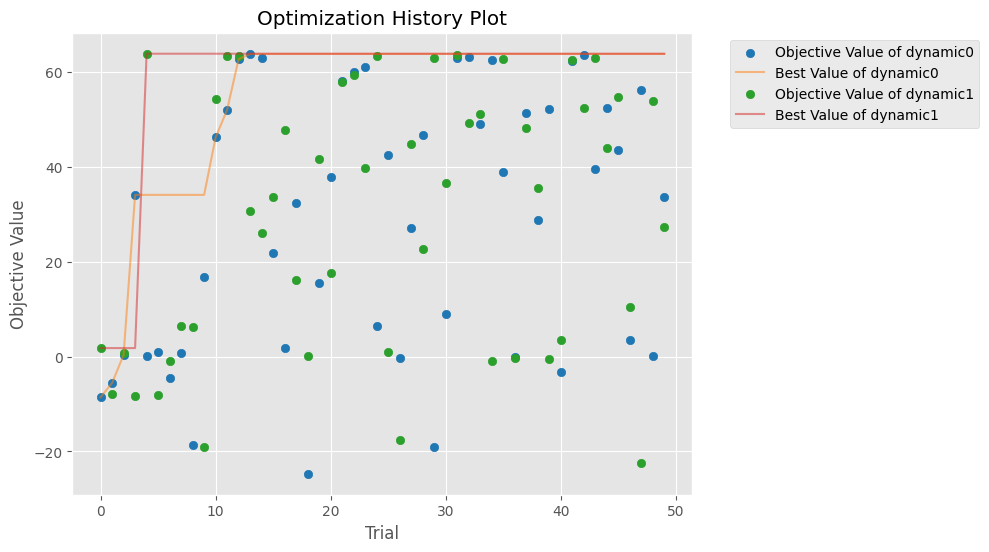 Optimization History Plot
Objective Value
60
40
20
0
−20
0
10
20
30
40
50
Trial
Objective Value of dynamic0
Best Value of dynamic0
Objective Value of dynamic1
Best Value of dynamic1